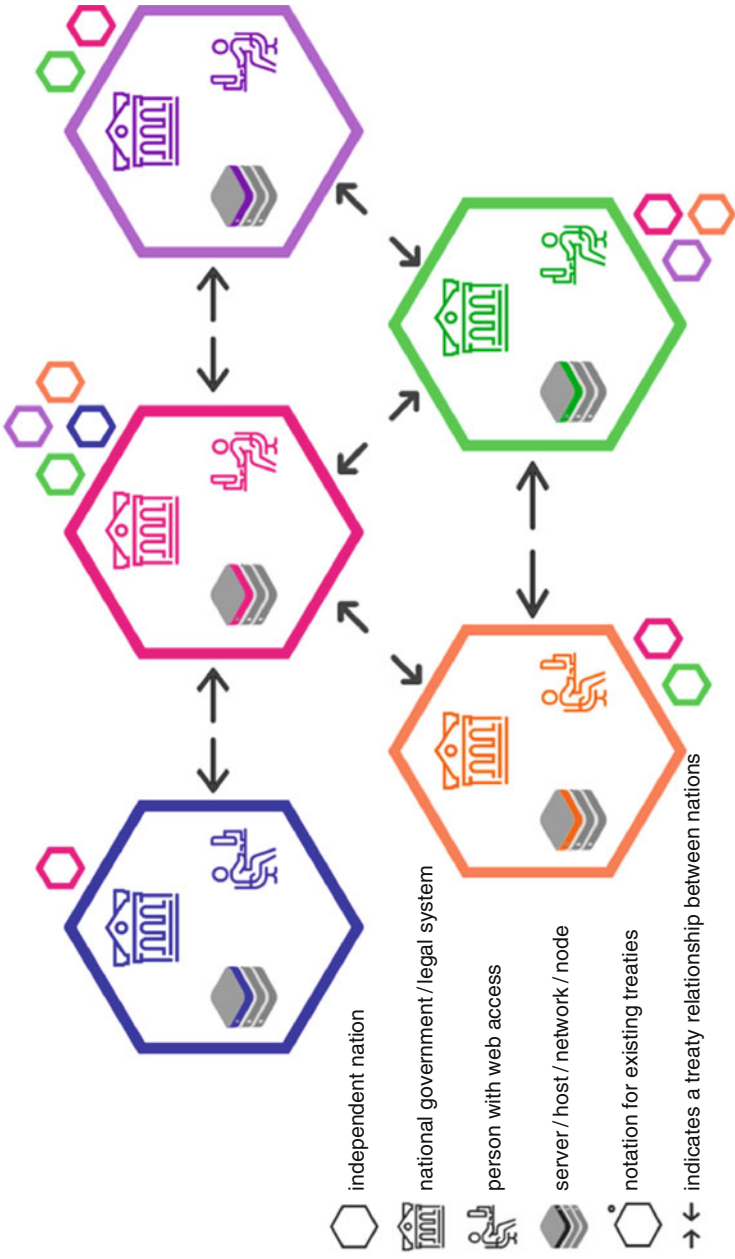 independent nation
national government / legal system
person with web access
server / host / network / node
notation for existing treaties
indicates a treaty relationship between nations